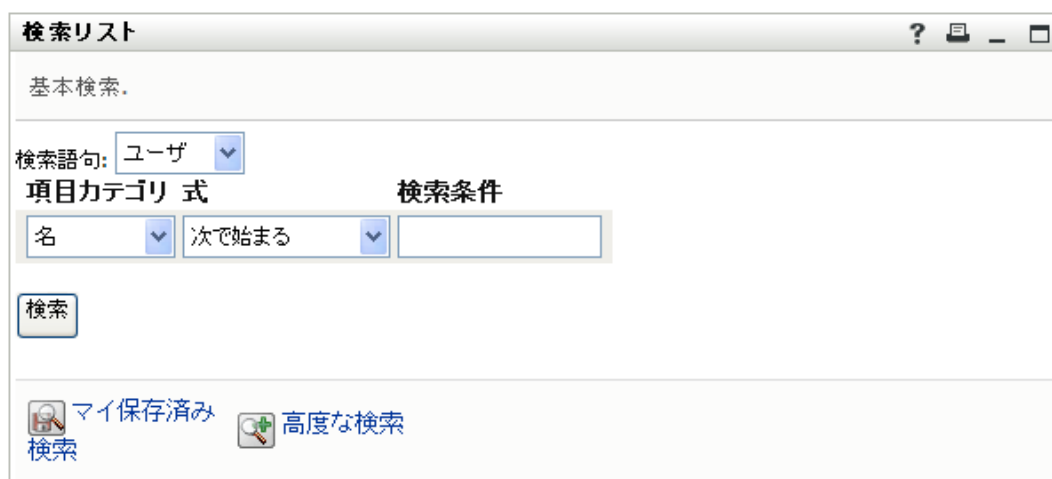 検索リスト
基本検索.
検索語句: ユーザ
項目カテゴリ 式 検索条件
名 次で始まる
検索
マイ保存済み
検索
高度な検索